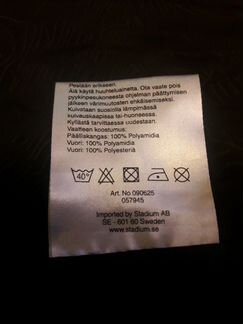 Pestään erikseen.
Älä käytä huuhteluainetta. Ota vaate pois
pyykinpesukoneesta ohjelman päättymisen
jälkeen värimuutosten ehkäisemiseksi.
Kuivataan suosiolla lämpimässä
kuivauskaapissa tai-huoneessa.
Kyllästä tarvittaessa uudestaan.
Vaatteen koostumus:
Päälliskangas: 100% Polyamidia
Vuori: 100% Polyamidia
Vuori: 100% Polyesteriä
40°
Art. No 090625
057945
Imported by Stadium AB
SE - 601 60 Sweden
www.stadium.se